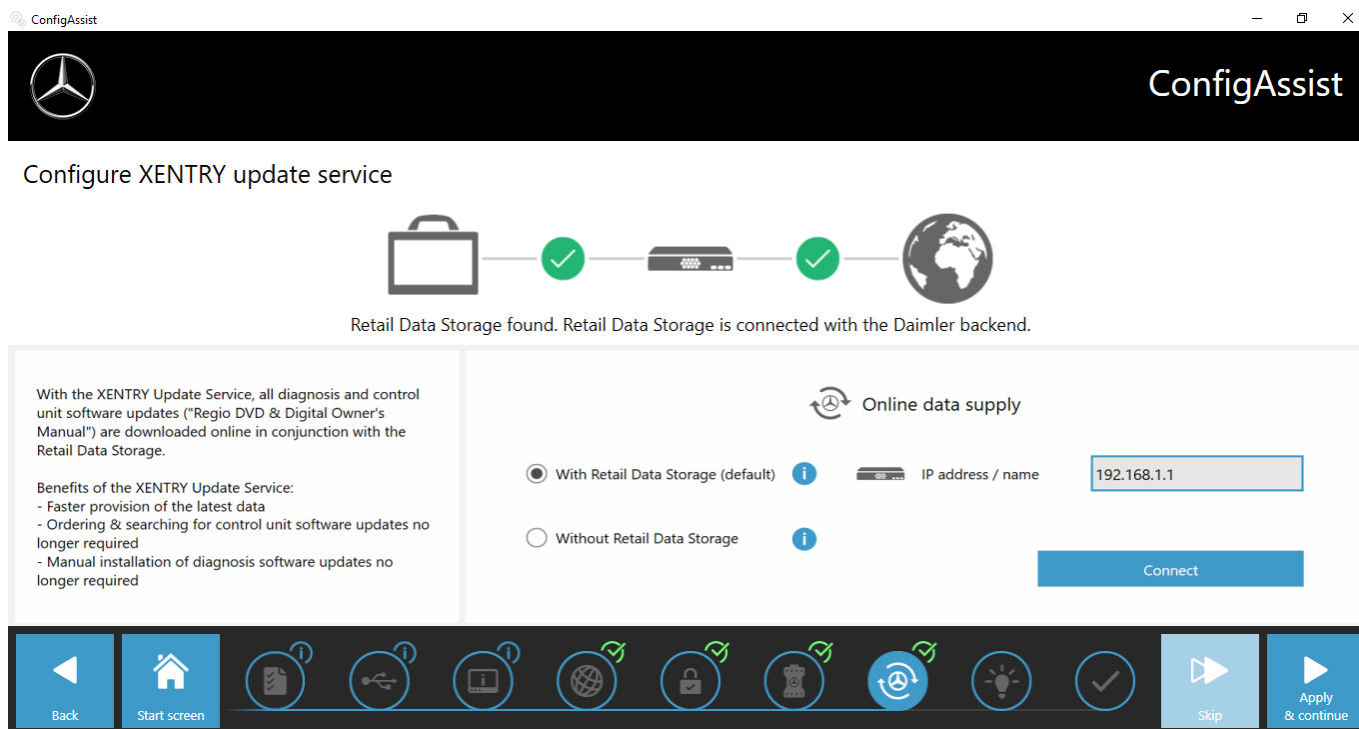 ConfigAssist
ConfigAssist
Configure XENTRY update service
Retail Data Storage found. Retail Data Storage is connected with the Daimler backend.
With the XENTRY Update Service, all diagnosis and control
unit software updates ("Regio DVD & Digital Owner's
Manual") are downloaded online in conjunction with the
Retail Data Storage.
Benefits of the XENTRY Update Service:
- Faster provision of the latest data
- Ordering & searching for control unit software updates no
longer required
- Manual installation of diagnosis software updates no
longer required
Online data supply
With Retail Data Storage (default)
IP address / name
192.168.1.1
Without Retail Data Storage
Connect
Back
Start screen
Skip
Apply
& continue